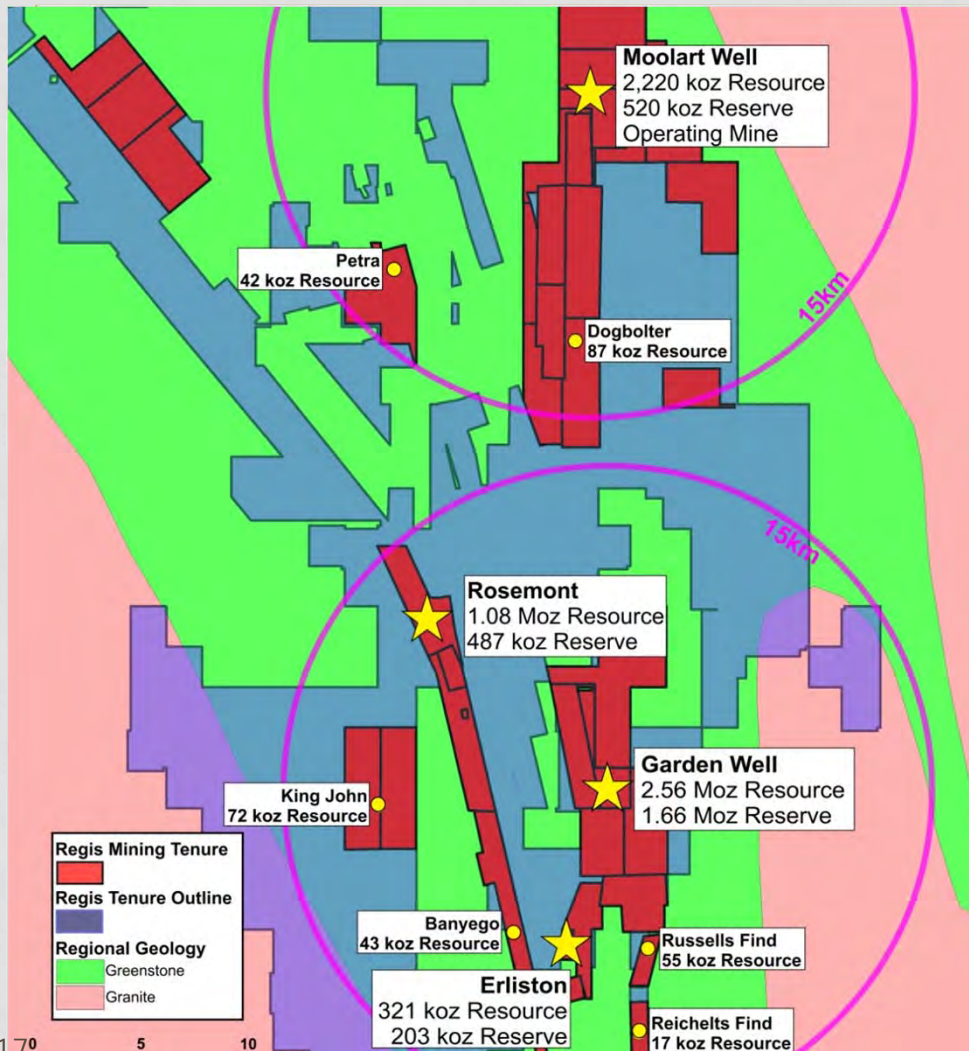 Moolart Well
2,220 koz Resource
520 koz Reserve
Operating Mine
Petra
42 koz Resource
15km
Dogbolter
87 koz Resource
15km
Rosemont
1.08 Moz Resource
487 koz Reserve
Garden Well
2.56 Moz Resource
1.66 Moz Reserve
King John
72 koz Resource
Regis Mining Tenure
Regis Tenure Outline
Regional Geology
Greenstone
Granite
Banyego
43 koz Resource
Russells Find
55 koz Resource
Erliston
321 koz Resource
203 koz Reserve
Reichelts Find
17 koz Resource
17
0 5 10